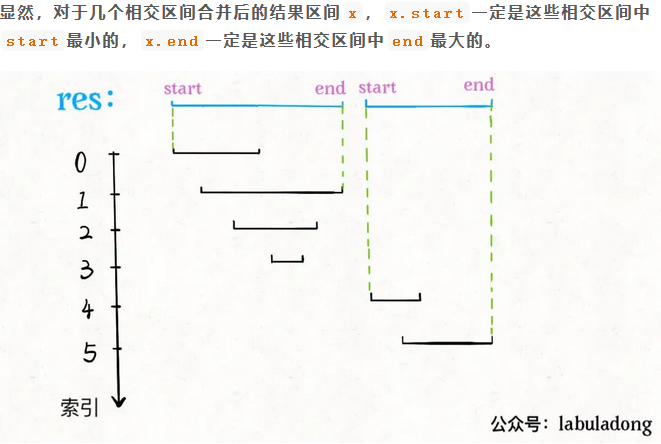 显然，对于几个相交区间合并后的结果区间 x ， x.start 一定是这些相交区间中
start 最小的， x.end 一定是这些相交区间中 end 最大的。
start end start end
res:
0
1
2
3
4
5
索引
公众号：labuladong